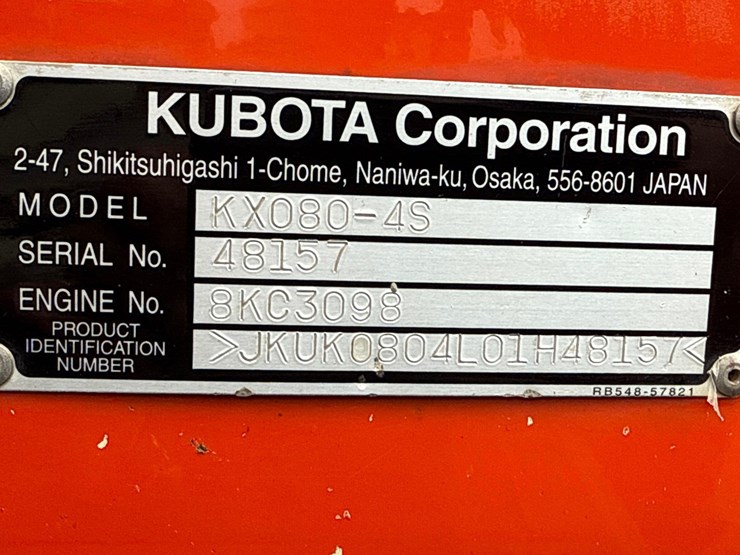 KUBOTA Corporation
2-47, Shikitsuhigashi 1-Chome, Naniwa-ku, Osaka, 556-8601 JAPAN
MODEL KX080-4S
SERIAL No. 48157
ENGINE No. 8KC3098
PRODUCT
IDENTIFICATION
NUMBER
>JKUK0804L01H48157<
RB548-57821